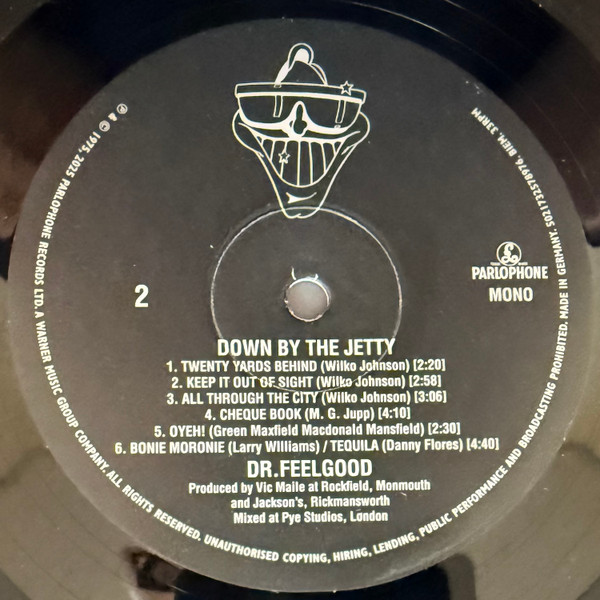 2
PARLOPHONE
MONO
DOWN BY THE JETTY
1. TWENTY YARDS BEHIND (Wilko Johnson) [2:20]
2. KEEP IT OUT OF SIGHT (Wilko Johnson) [2:58]
3. ALL THROUGH THE CITY (Wilko Johnson) [3:06]
4. CHEQUE BOOK (M. G. Jupp) [4:10]
5. OYEH! (Green Maxfield Macdonald Mansfield) [2:30]
6. BONIE MORONIE (Larry Williams) / TEQUILA (Danny Flores) [4:40]
DR.FEELGOOD
Produced by Vic Maile at Rockfield, Monmouth
and Jackson's, Rickmansworth
Mixed at Pye Studios, London
℗ & © 1975, 2025 PARLOPHONE RECORDS LTD. A WARNER MUSIC GROUP COMPANY. ALL RIGHTS RESERVED. UNAUTHORISED COPYING, HIRING, LENDING, PUBLIC PERFORMANCE AND BROADCASTING PROHIBITED. MADE IN GERMANY. 5021732578976. BIEM. 33RPM